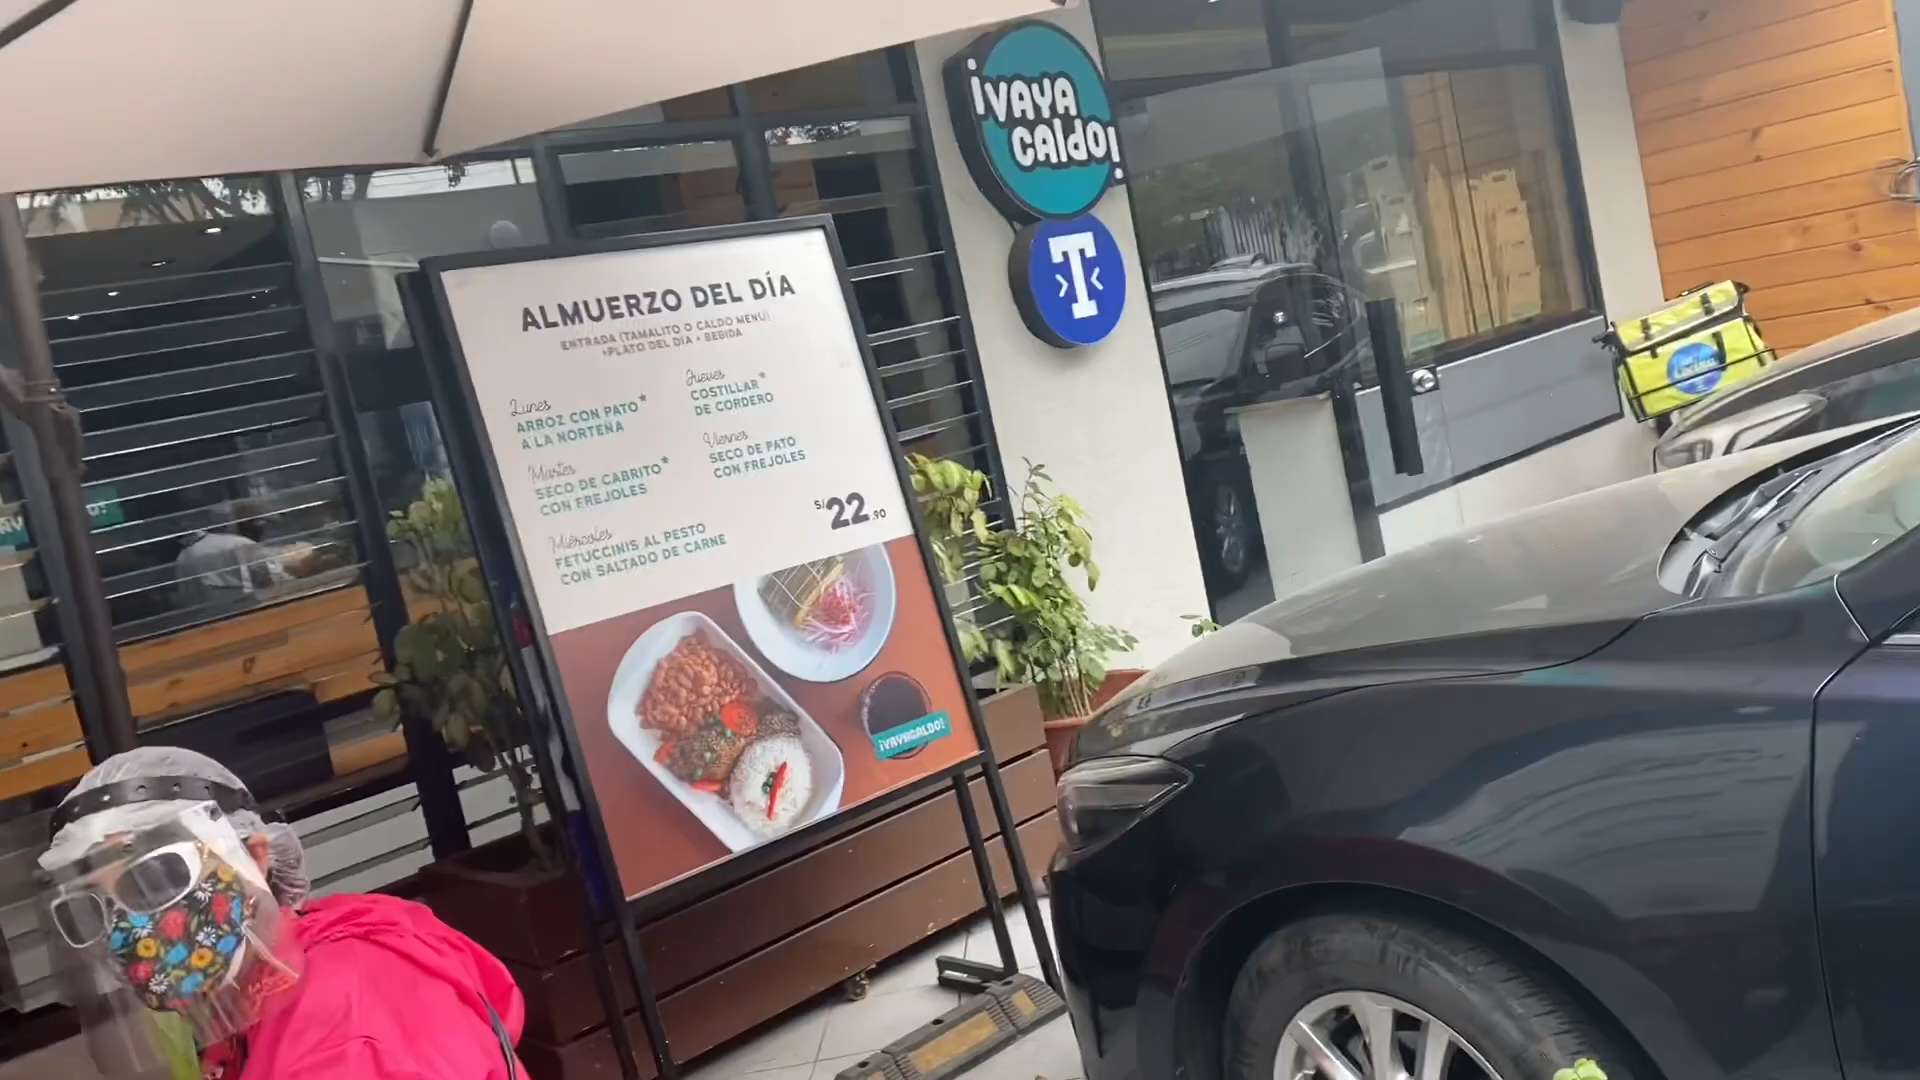 ¡VAYA
CALDO!
>T<
ALMUERZO DEL DÍA
ENTRADA (TAMALITO O CALDO MENU)
+PLATO DEL DÍA + BEBIDA
Lunes
ARROZ CON PATO*
A LA NORTEÑA
Martes
SECO DE CABRITO*
CON FREJOLES
Miércoles
FETUCCINIS AL PESTO
CON SALTADO DE CARNE
Jueves
COSTILLAR*
DE CORDERO
Viernes
SECO DE PATO
CON FREJOLES
S/22.90
¡VAYACALDO!